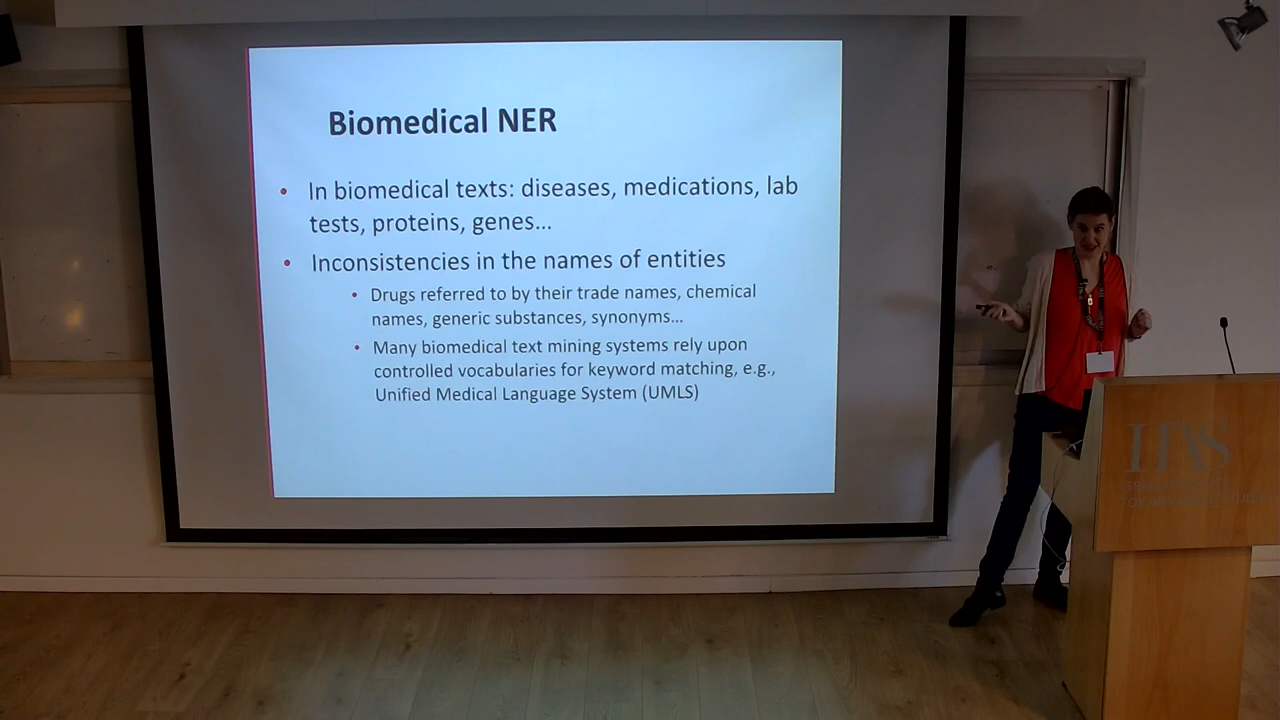 Biomedical NER
• In biomedical texts: diseases, medications, lab
tests, proteins, genes...
• Inconsistencies in the names of entities
• Drugs referred to by their trade names, chemical
names, generic substances, synonyms...
• Many biomedical text mining systems rely upon
controlled vocabularies for keyword matching, e.g.,
Unified Medical Language System (UMLS)
IIAS